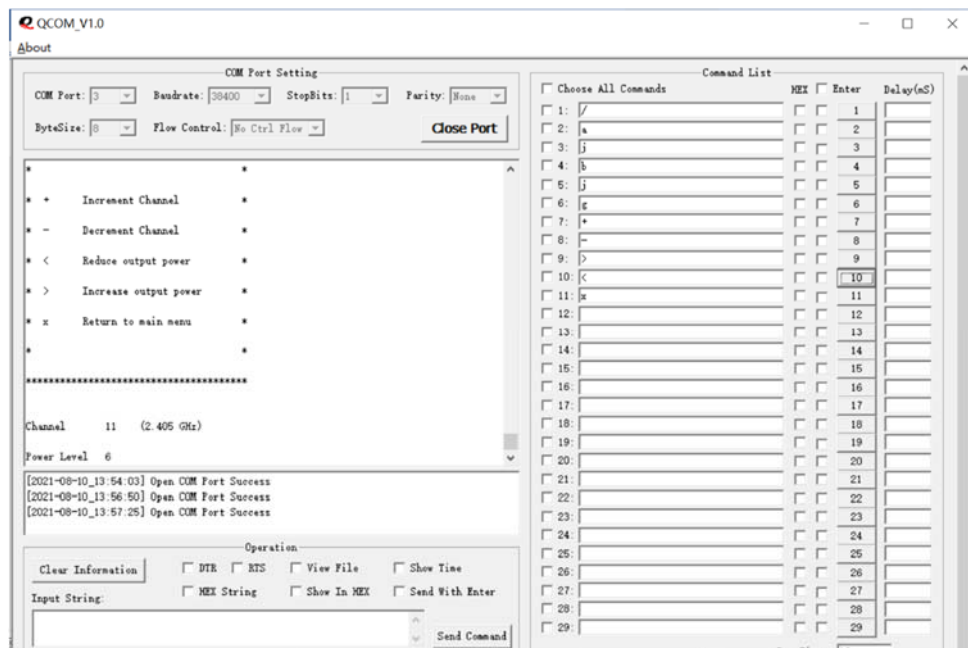 QCOM_V1.0
About
COM Port Setting
COM Port: 3 Baudrate: 38400 StopBits: 1 Parity: None
ByteSize: 8 Flow Control: No Ctrl Flow Close Port
* *
* + Increment Channel *
* - Decrement Channel *
* < Reduce output power *
* > Increase output power *
* x Return to main menu *
* *
***************************************
Channel 11 (2.405 GHz)
Power Level 6
[2021-08-10_13:54:03] Open COM Port Success
[2021-08-10_13:56:50] Open COM Port Success
[2021-08-10_13:57:25] Open COM Port Success
Operation
Clear Information DTR RTS View File Show Time
HEX String Show In HEX Send With Enter
Input String:
Send Command
Command List
Choose All Commands HEX Enter Delay(mS)
1: / 1
2: a 2
3: j 3
4: b 4
5: j 5
6: g 6
7: + 7
8: - 8
9: > 9
10: < 10
11: x 11
12: 12
13: 13
14: 14
15: 15
16: 16
17: 17
18: 18
19: 19
20: 20
21: 21
22: 22
23: 23
24: 24
25: 25
26: 26
27: 27
28: 28
29: 29